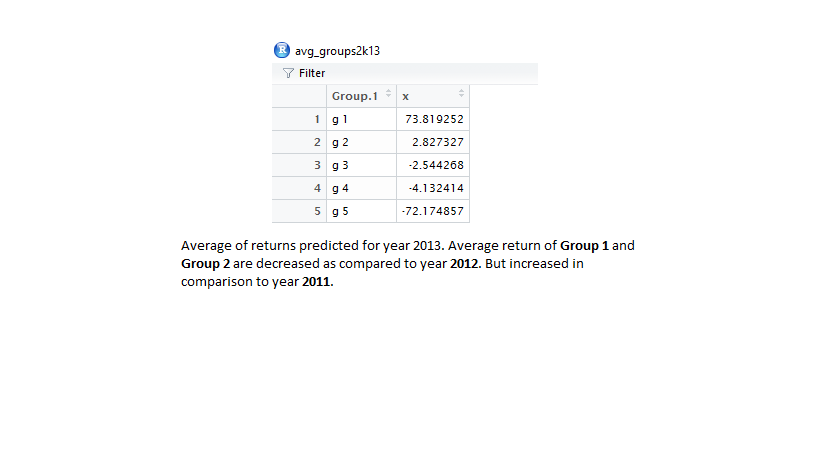 R avg_groups2k13
Filter
Group.1 x
1 g 1 73.819252
2 g 2 2.827327
3 g 3 -2.544268
4 g 4 -4.132414
5 g 5 -72.174857
Average of returns predicted for year 2013. Average return of Group 1 and
Group 2 are decreased as compared to year 2012. But increased in
comparison to year 2011.